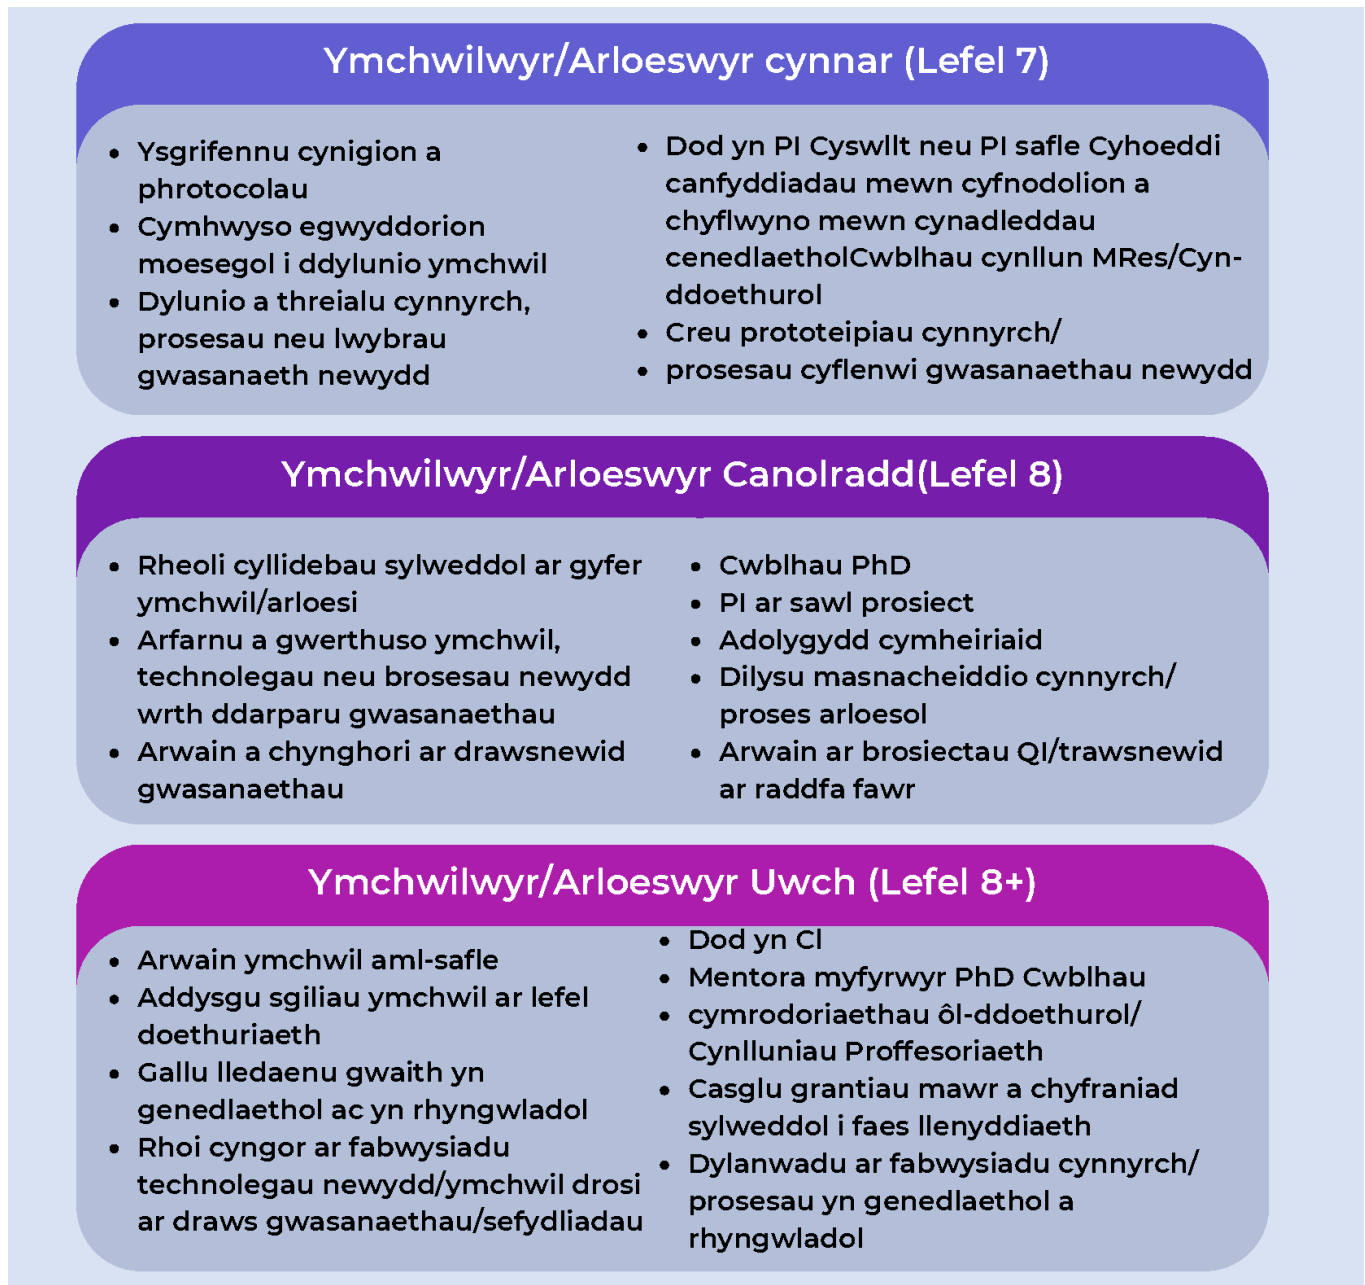 Ymchwilwyr/Arloeswyr cynnar (Lefel 7)
• Ysgrifennu cynigion a
phrotocolau
• Cymhwyso egwyddorion
moesegol i ddylunio ymchwil
• Dylunio a threialu cynnyrch,
prosesau neu lwybrau
gwasanaeth newydd
• Dod yn PI Cyswllt neu PI safle Cyhoeddi
canfyddiadau mewn cyfnodolion a
chyflwyno mewn cynadleddau
cenedlaetholCwblhau cynllun MRes/Cyn-
ddoethurol
• Creu prototeipiau cynnyrch/
• prosesau cyflenwi gwasanaethau newydd
Ymchwilwyr/Arloeswyr Canolradd(Lefel 8)
• Rheoli cyllidebau sylweddol ar gyfer
ymchwil/arloesi
• Arfarnu a gwerthuso ymchwil,
technolegau neu brosesau newydd
wrth ddarparu gwasanaethau
• Arwain a chynghori ar drawsnewid
gwasanaethau
• Cwblhau PhD
• PI ar sawl prosiect
• Adolygydd cymheiriaid
• Dilysu masnacheiddio cynnyrch/
proses arloesol
• Arwain ar brosiectau QI/trawsnewid
ar raddfa fawr
Ymchwilwyr/Arloeswyr Uwch (Lefel 8+)
• Arwain ymchwil aml-safle
• Addysgu sgiliau ymchwil ar lefel
doethuriaeth
• Gallu lledaenu gwaith yn
genedlaethol ac yn rhyngwladol
• Rhoi cyngor ar fabwysiadu
technolegau newydd/ymchwil drosi
ar draws gwasanaethau/sefydliadau
• Dod yn Cl
• Mentora myfyrwyr PhD Cwblhau
• cymrodoriaethau ôl-ddoethurol/
Cynlluniau Proffesoriaeth
• Casglu grantiau mawr a chyfraniad
sylweddol i faes llenyddiaeth
• Dylanwadu ar fabwysiadu cynnyrch/
prosesau yn genedlaethol a
rhyngwladol